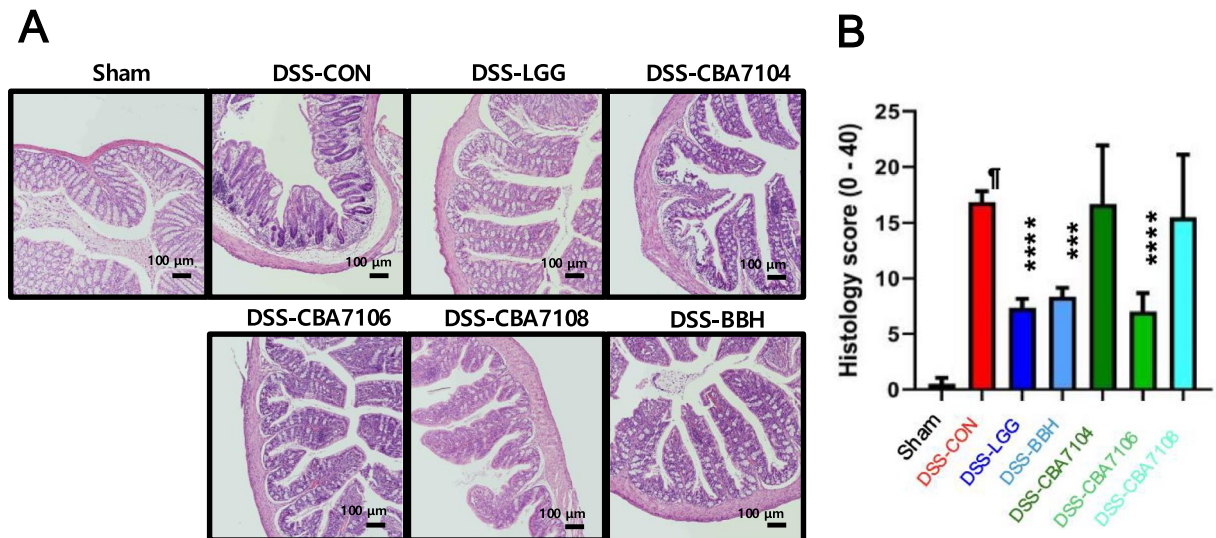 A
Sham DSS-CON DSS-LGG DSS-CBA7104
100 μm 100 μm 100 μm 100 μm
DSS-CBA7106 DSS-CBA7108 DSS-BBH
100 μm 100 μm 100 μm
B
Histology score (0 - 40)
25
20
15
10
5
0
¶
****
***
****
Sham
DSS-CON
DSS-LGG
DSS-BBH
DSS-CBA7104
DSS-CBA7106
DSS-CBA7108